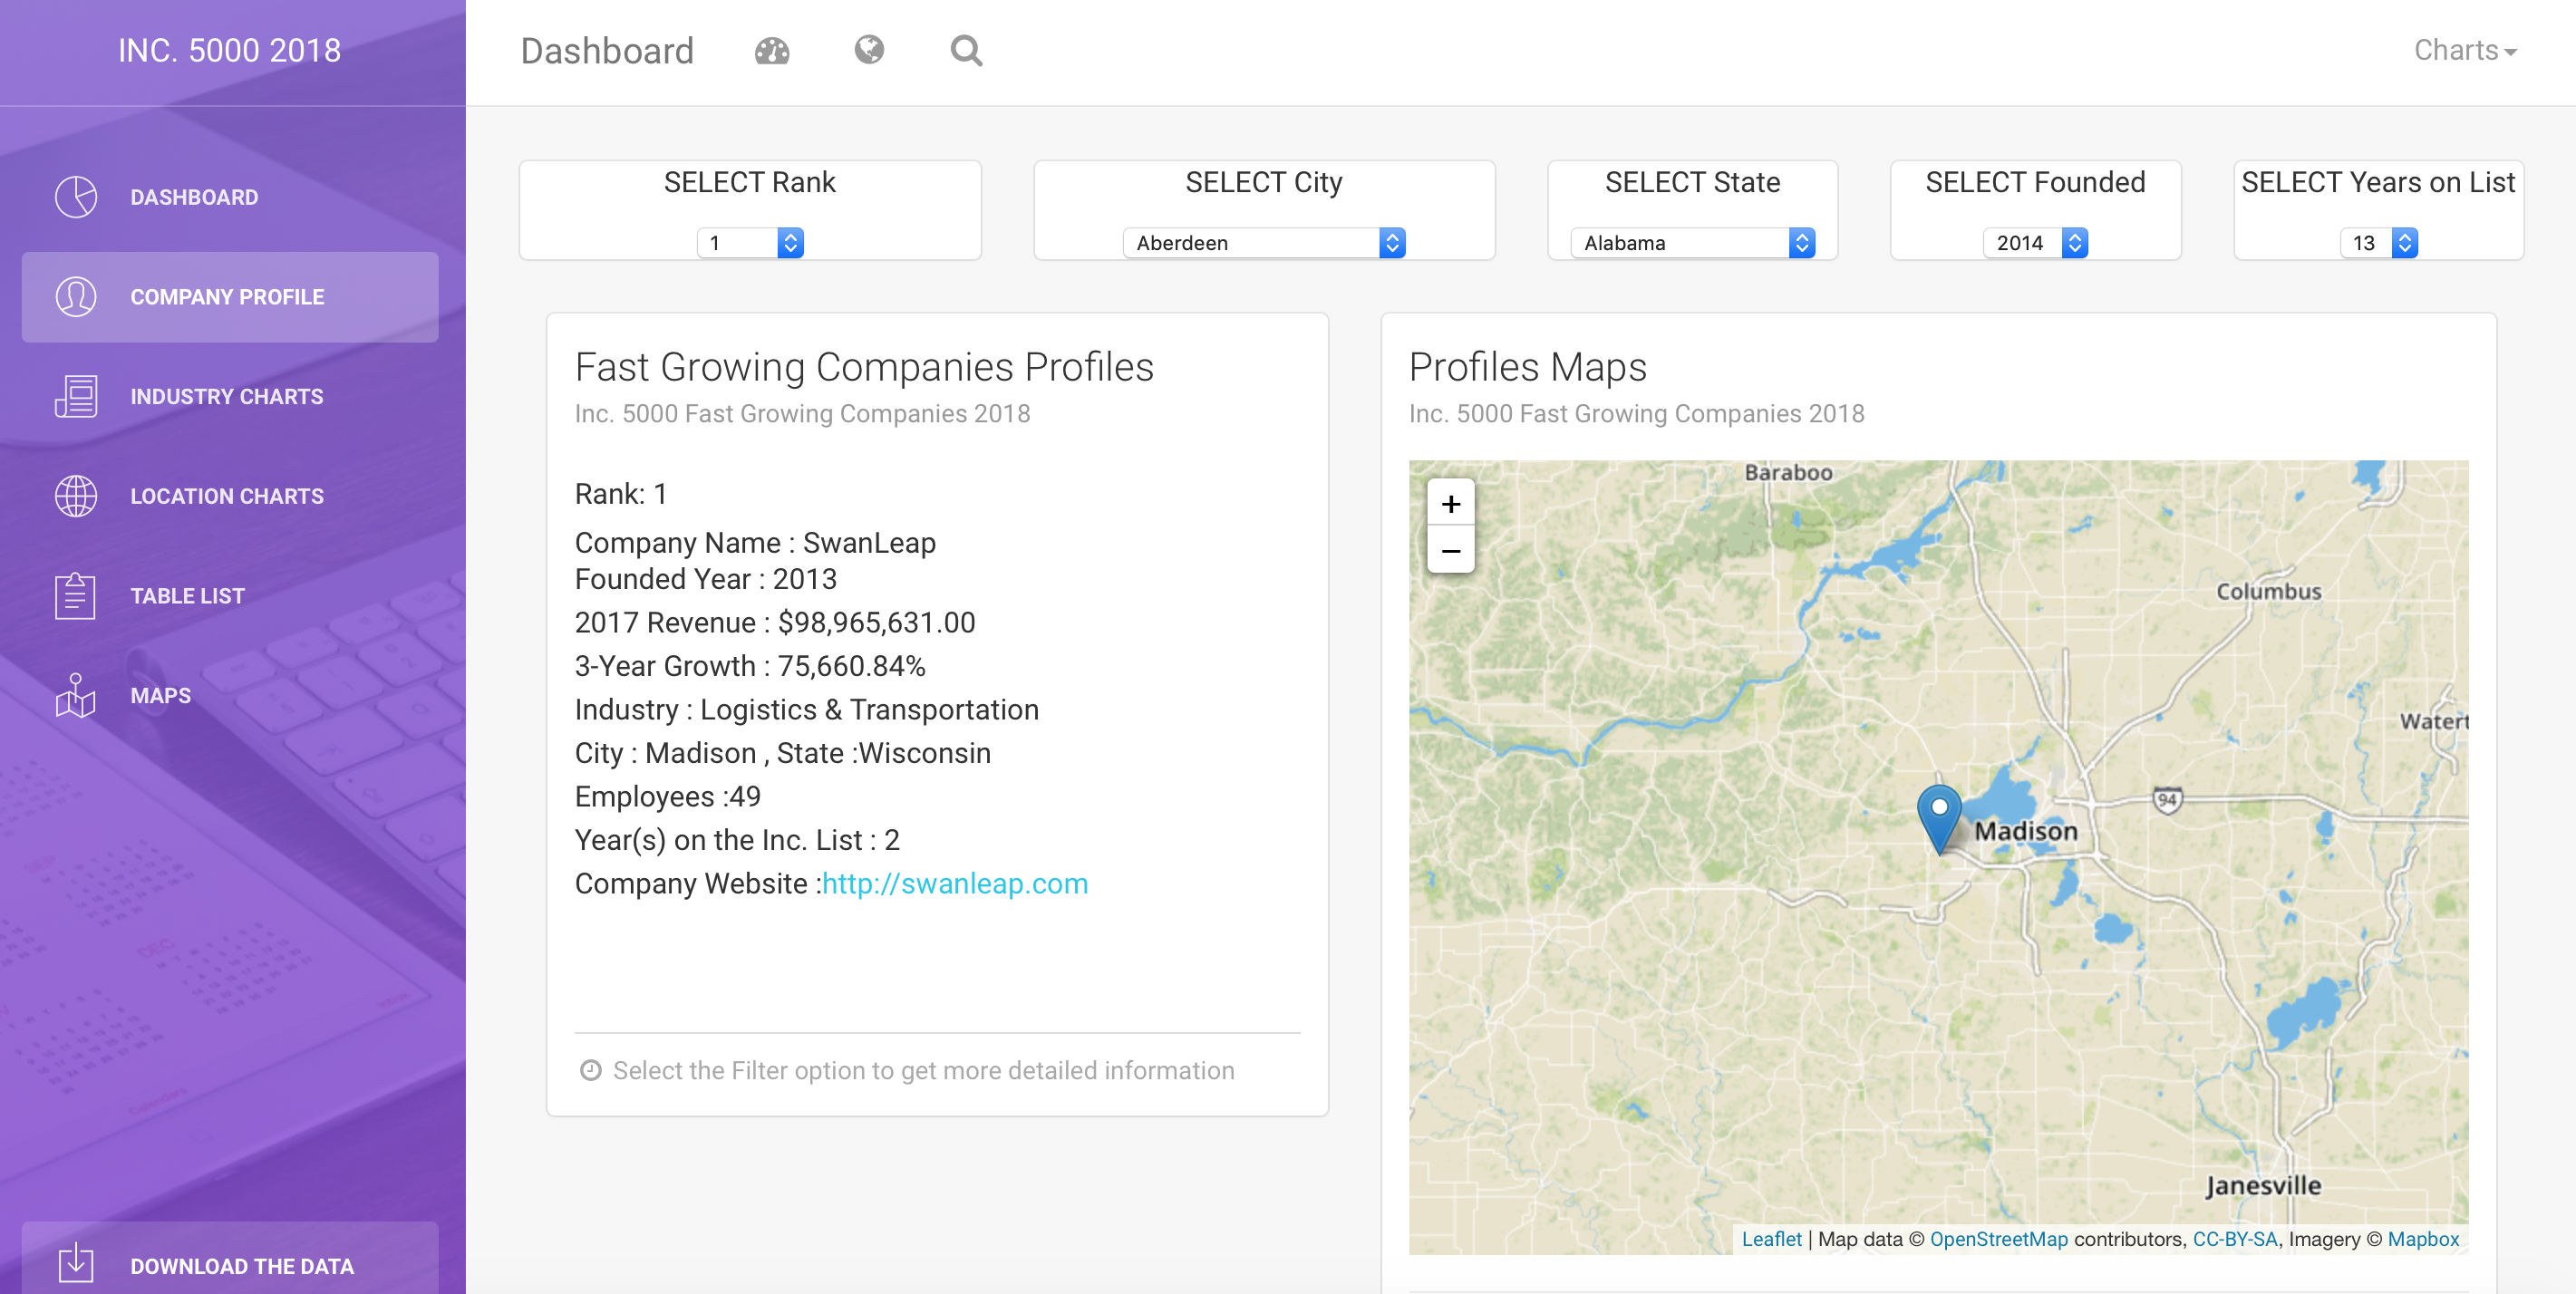 INC. 5000 2018
DASHBOARD
COMPANY PROFILE
INDUSTRY CHARTS
LOCATION CHARTS
TABLE LIST
MAPS
DOWNLOAD THE DATA
Dashboard
Charts
SELECT Rank
1
SELECT City
Aberdeen
SELECT State
Alabama
SELECT Founded
2014
SELECT Years on List
13
Fast Growing Companies Profiles
Inc. 5000 Fast Growing Companies 2018
Rank: 1
Company Name : SwanLeap
Founded Year : 2013
2017 Revenue : $98,965,631.00
3-Year Growth : 75,660.84%
Industry : Logistics & Transportation
City : Madison , State :Wisconsin
Employees :49
Year(s) on the Inc. List : 2
Company Website :http://swanleap.com
Select the Filter option to get more detailed information
Profiles Maps
Inc. 5000 Fast Growing Companies 2018
+
−
Baraboo
Columbus
Watert
94
Madison
Janesville
Leaflet | Map data © OpenStreetMap contributors, CC-BY-SA, Imagery © Mapbox